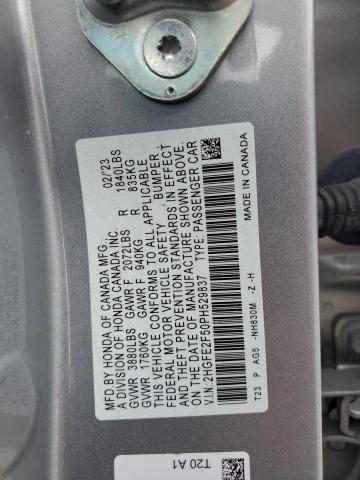 MFD. BY HONDA OF CANADA MFG., 02/'23
A DIVISION OF HONDA CANADA INC.
GVWR 3880LBS GAWR F 2072LBS R 1840LBS
GVWR 1760KG GAWR F 940KG R 835KG
THIS VEHICLE CONFORMS TO ALL APPLICABLE
FEDERAL MOTOR VEHICLE SAFETY, BUMPER,
AND THEFT PREVENTION STANDARDS IN EFFECT
ON THE DATE OF MANUFACTURE SHOWN ABOVE.
V.I.N.: 2HGFE2F50PH529837 TYPE: PASSENGER CAR
T23 P AG5 -NH830M -Z -H MADE IN CANADA
T20 A1